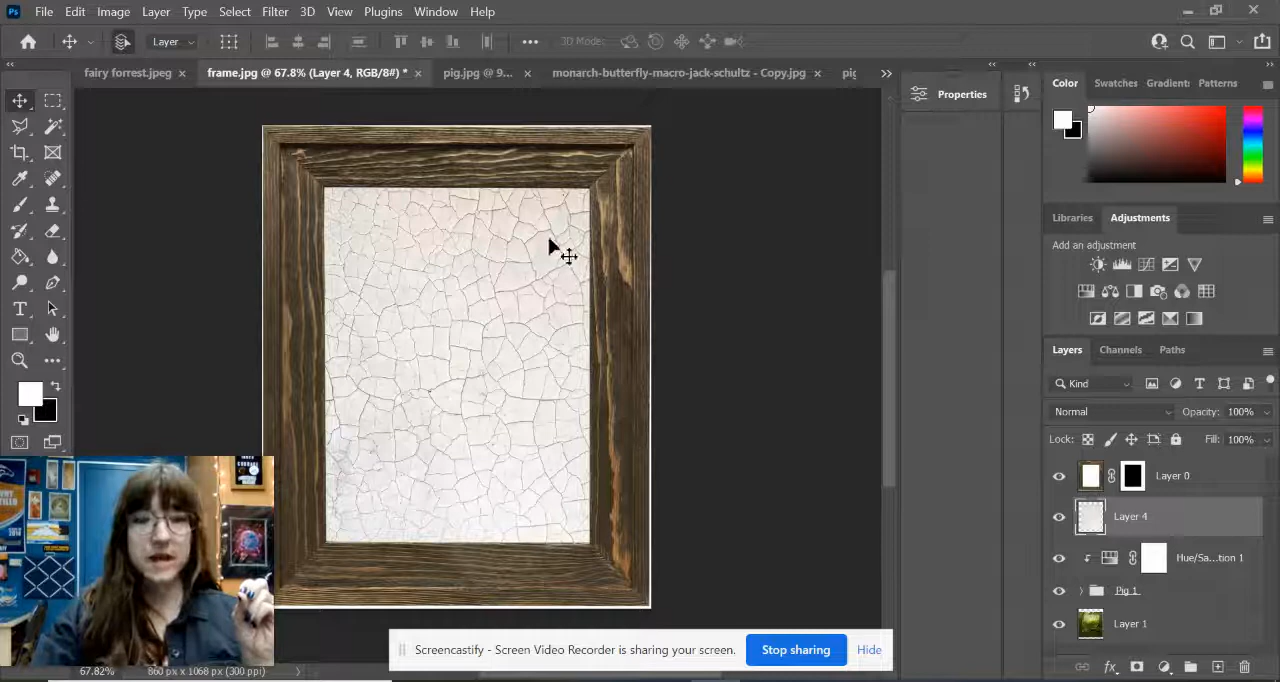 Ps File Edit Image Layer Type Select Filter 3D View Plugins Window Help
Layer 3D Mode:
fairy forrest.jpeg × frame.jpg @ 67.8% (Layer 4, RGB/8#) * × pig.jpg @ 9... × monarch-butterfly-macro-jack-schultz - Copy.jpg × pig
Properties
Color Swatches Gradient: Patterns
Libraries Adjustments
Add an adjustment
Layers Channels Paths
Kind
Normal Opacity: 100%
Lock: Fill: 100%
Layer 0
Layer 4
Hue/Sa...tion 1
Pig 1
Layer 1
Screencastify - Screen Video Recorder is sharing your screen. Stop sharing Hide
67.82% 860 px x 1068 px (300 ppi)